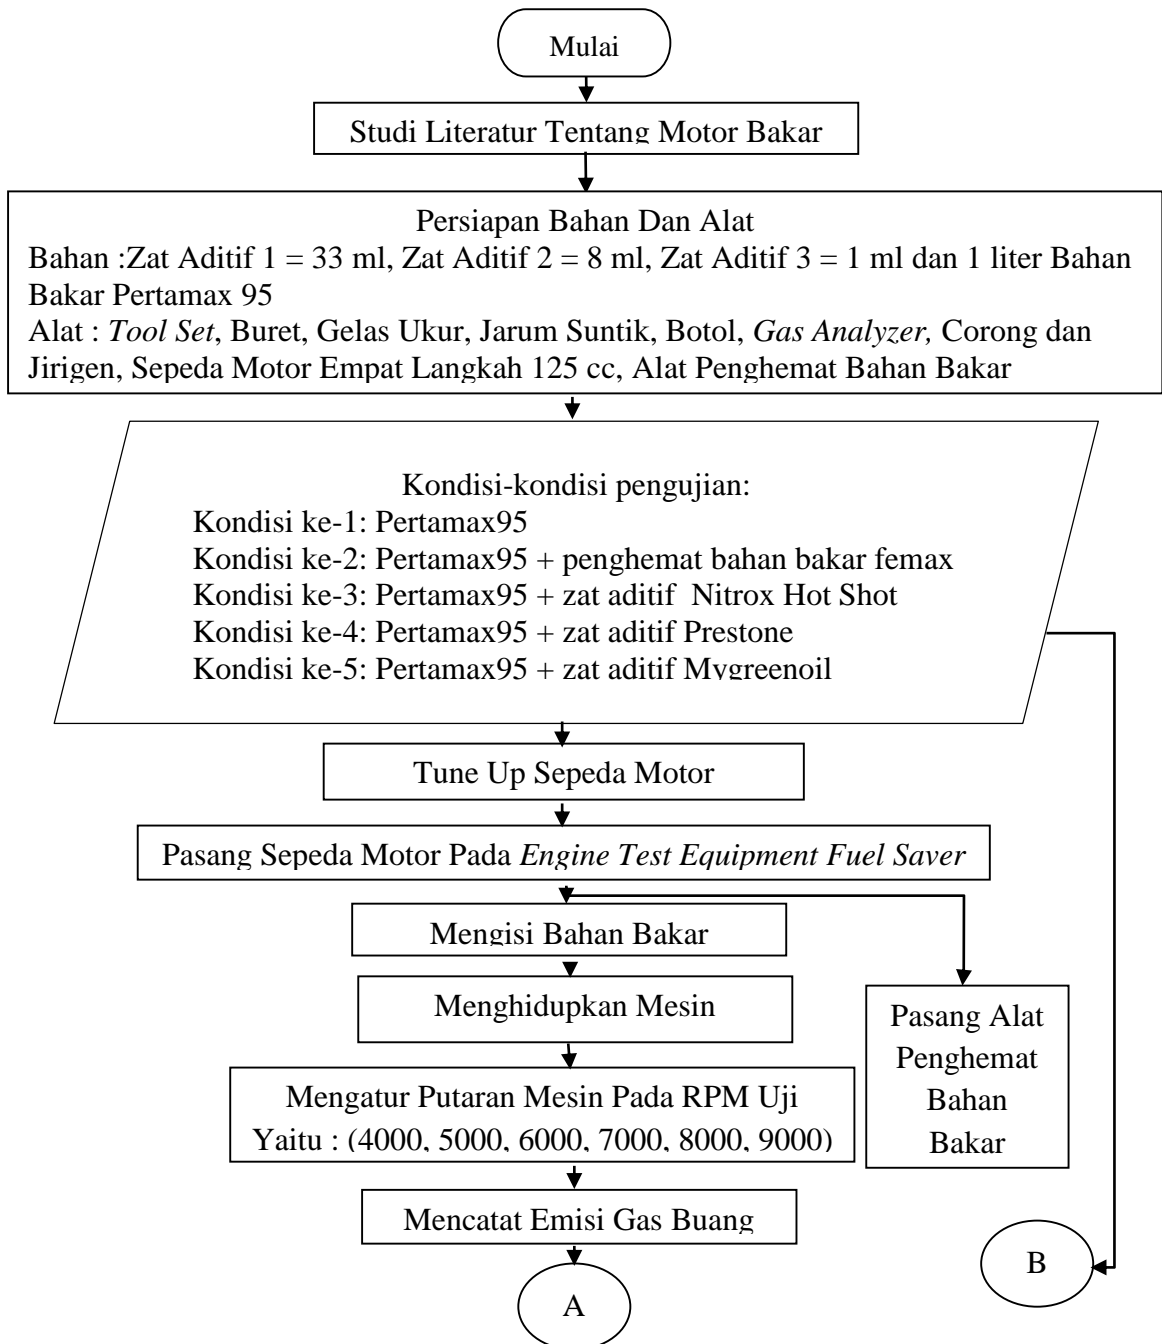 Mulai
Studi Literatur Tentang Motor Bakar
Persiapan Bahan Dan Alat
Bahan :Zat Aditif 1 = 33 ml, Zat Aditif 2 = 8 ml, Zat Aditif 3 = 1 ml dan 1 liter Bahan
Bakar Pertamax 95
Alat : Tool Set, Buret, Gelas Ukur, Jarum Suntik, Botol, Gas Analyzer, Corong dan
Jirigen, Sepeda Motor Empat Langkah 125 cc, Alat Penghemat Bahan Bakar
Kondisi-kondisi pengujian:
Kondisi ke-1: Pertamax95
Kondisi ke-2: Pertamax95 + penghemat bahan bakar femax
Kondisi ke-3: Pertamax95 + zat aditif Nitrox Hot Shot
Kondisi ke-4: Pertamax95 + zat aditif Prestone
Kondisi ke-5: Pertamax95 + zat aditif Mygreenoil
Tune Up Sepeda Motor
Pasang Sepeda Motor Pada Engine Test Equipment Fuel Saver
Mengisi Bahan Bakar
Menghidupkan Mesin
Pasang Alat
Penghemat
Bahan
Bakar
Mengatur Putaran Mesin Pada RPM Uji
Yaitu : (4000, 5000, 6000, 7000, 8000, 9000)
Mencatat Emisi Gas Buang
B
A